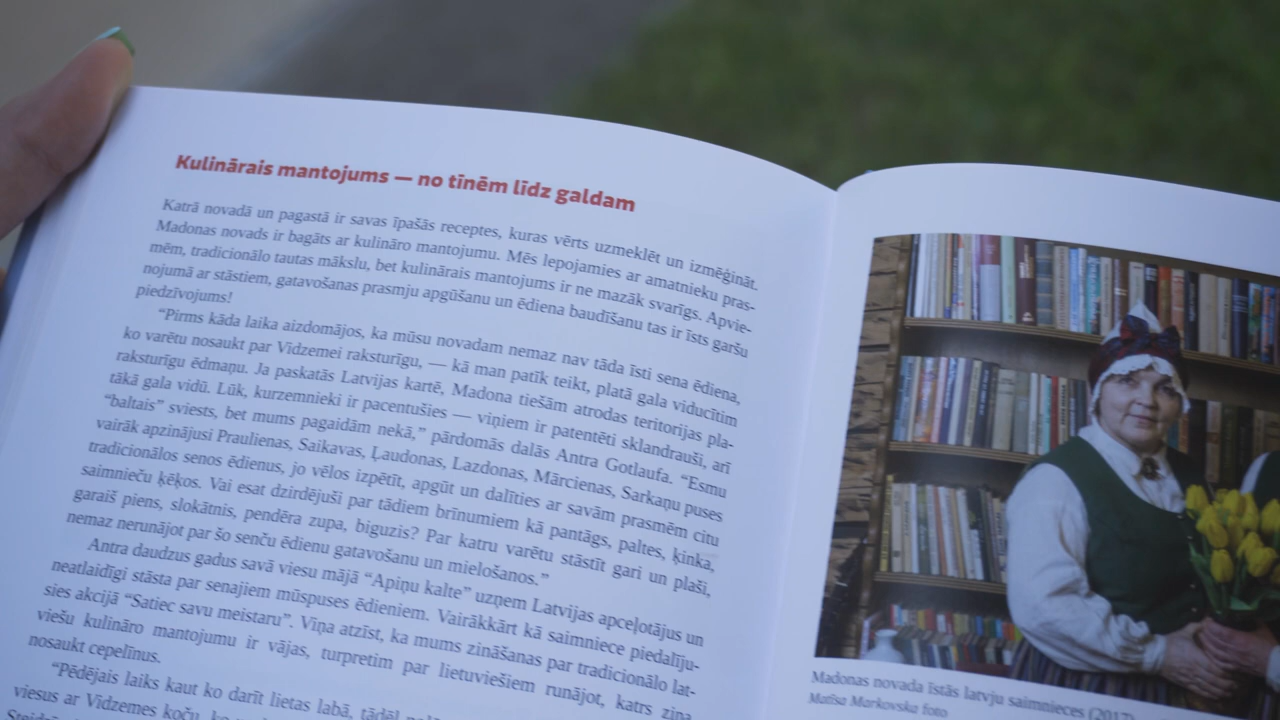 Kulinārais mantojums — no tīnēm līdz galdam
Katrā novadā un pagastā ir savas īpašās receptes, kuras vērts uzmeklēt un izmēģināt.
Madonas novads ir bagāts ar kulināro mantojumu. Mēs lepojamies ar amatnieku pras-
mēm, tradicionālo tautas mākslu, bet kulinārais mantojums ir ne mazāk svarīgs. Apvie-
nojumā ar stāstiem, gatavošanas prasmju apgūšanu un ēdiena baudīšanu tas ir īsts garšu
piedzīvojums!
“Pirms kāda laika aizdomājos, ka mūsu novadam nemaz nav tāda īsti sena ēdiena,
ko varētu nosaukt par Vidzemei raksturīgu, — kā man patīk teikt, platā gala viducītim
raksturīgu ēdmaņu. Ja paskatās Latvijas kartē, Madona tiešām atrodas teritorijas pla-
tākā gala vidū. Lūk, kurzemnieki ir pacentušies — viņiem ir patentēti sklandrauši, arī
“baltais” sviests, bet mums pagaidām nekā,” pārdomās dalās Antra Gotlaufa. “Esmu
vairāk apzinājusi Praulienas, Saikavas, Ļaudonas, Lazdonas, Mārcienas, Sarkaņu puses
tradicionālos senos ēdienus, jo vēlos izpētīt, apgūt un dalīties ar savām prasmēm citu
saimnieču ķēķos. Vai esat dzirdējuši par tādiem brīnumiem kā pantāgs, paltes, ķinka,
garaiš piens, slokātnis, pendēra zupa, biguzis? Par katru varētu stāstīt gari un plaši,
nemaz nerunājot par šo senču ēdienu gatavošanu un mielošanos.”
Antra daudzus gadus savā viesu mājā “Apiņu kalte” uzņem Latvijas apceļotājus un
neatlaidīgi stāsta par senajiem mūspuses ēdieniem. Vairākkārt kā saimniece piedalīju-
sies akcijā “Satiec savu meistaru”. Viņa atzīst, ka mums zināšanas par tradicionālo lat-
viešu kulināro mantojumu ir vājas, turpretim par lietuviešiem runājot, katrs zina
nosaukt cepelīnus.
“Pēdējais laiks kaut ko darīt lietas labā, tādēļ
viesus ar Vidzemes koču, ko
Madonas novada īstās latvju saimnieces (2017)
Matīsa Markovska foto